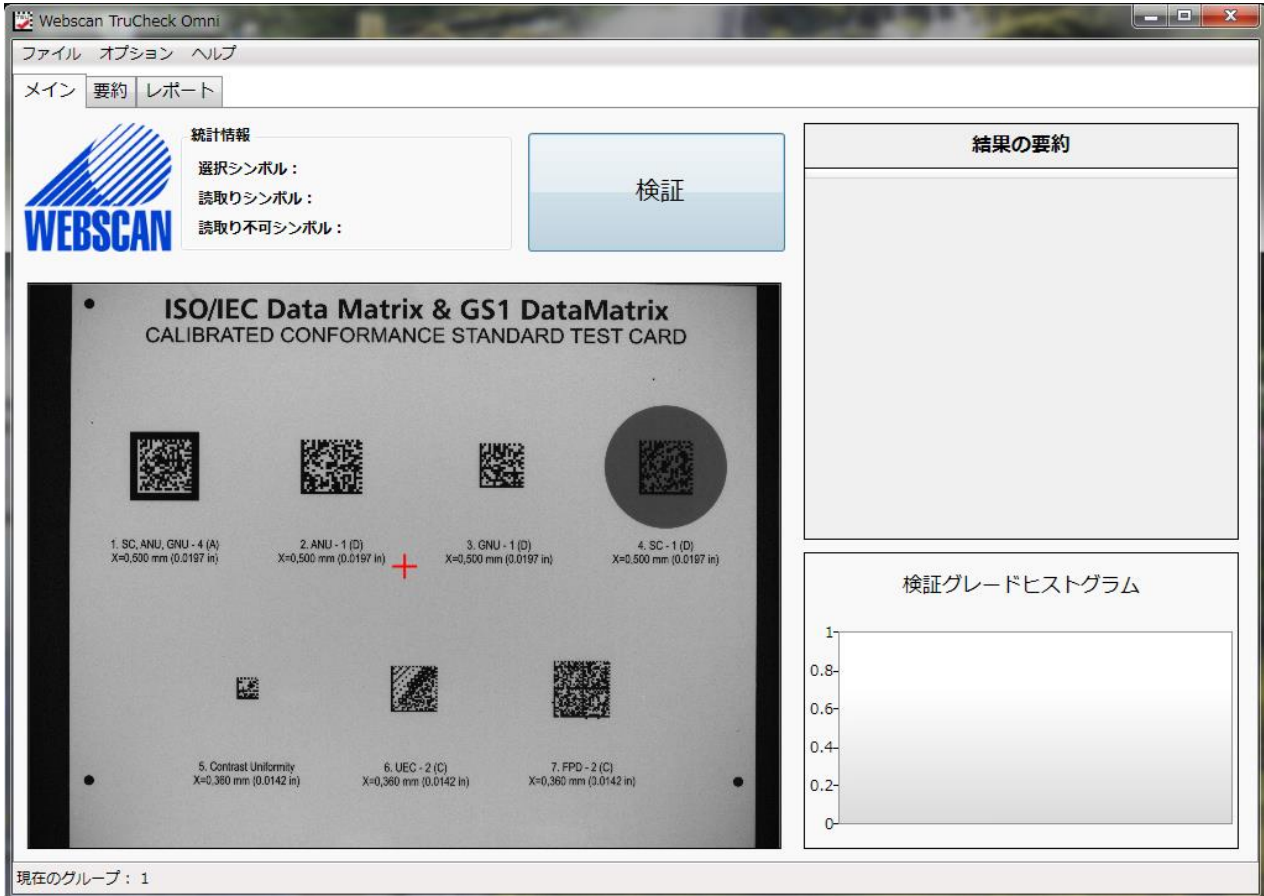 Webscan TruCheck Omni
ファイル オプション ヘルプ
メイン 要約 レポート
WEBSCAN
統計情報
選択シンボル：
読取りシンボル：
読取り不可シンボル：
検証
結果の要約
ISO/IEC Data Matrix & GS1 DataMatrix
CALIBRATED CONFORMANCE STANDARD TEST CARD
1. SC, ANU, GNU - 4 (A)
X=0,500 mm (0.0197 in)
2. ANU - 1 (D)
X=0,500 mm (0.0197 in)
3. GNU - 1 (D)
X=0,500 mm (0.0197 in)
4. SC - 1 (D)
X=0,500 mm (0.0197 in)
5. Contrast Uniformity
X=0,360 mm (0.0142 in)
6. UEC - 2 (C)
X=0,360 mm (0.0142 in)
7. FPD - 2 (C)
X=0,360 mm (0.0142 in)
検証グレードヒストグラム
1
0.8
0.6
0.4
0.2
0
現在のグループ： 1